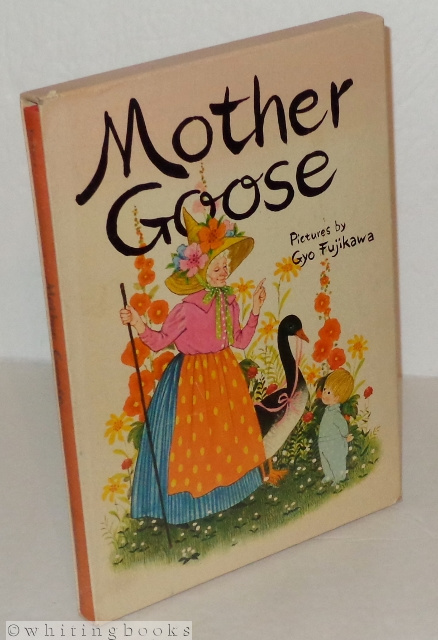 Mother
Goose
Pictures by
Gyo Fujikawa
© whitingbooks